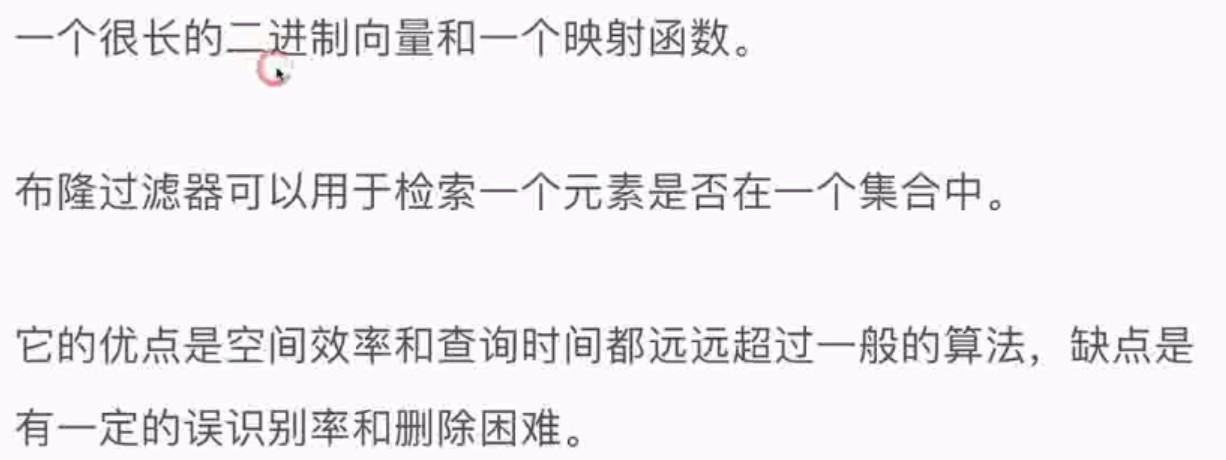 一个很长的二进制向量和一个映射函数。
布隆过滤器可以用于检索一个元素是否在一个集合中。
它的优点是空间效率和查询时间都远远超过一般的算法，缺点是
有一定的误识别率和删除困难。